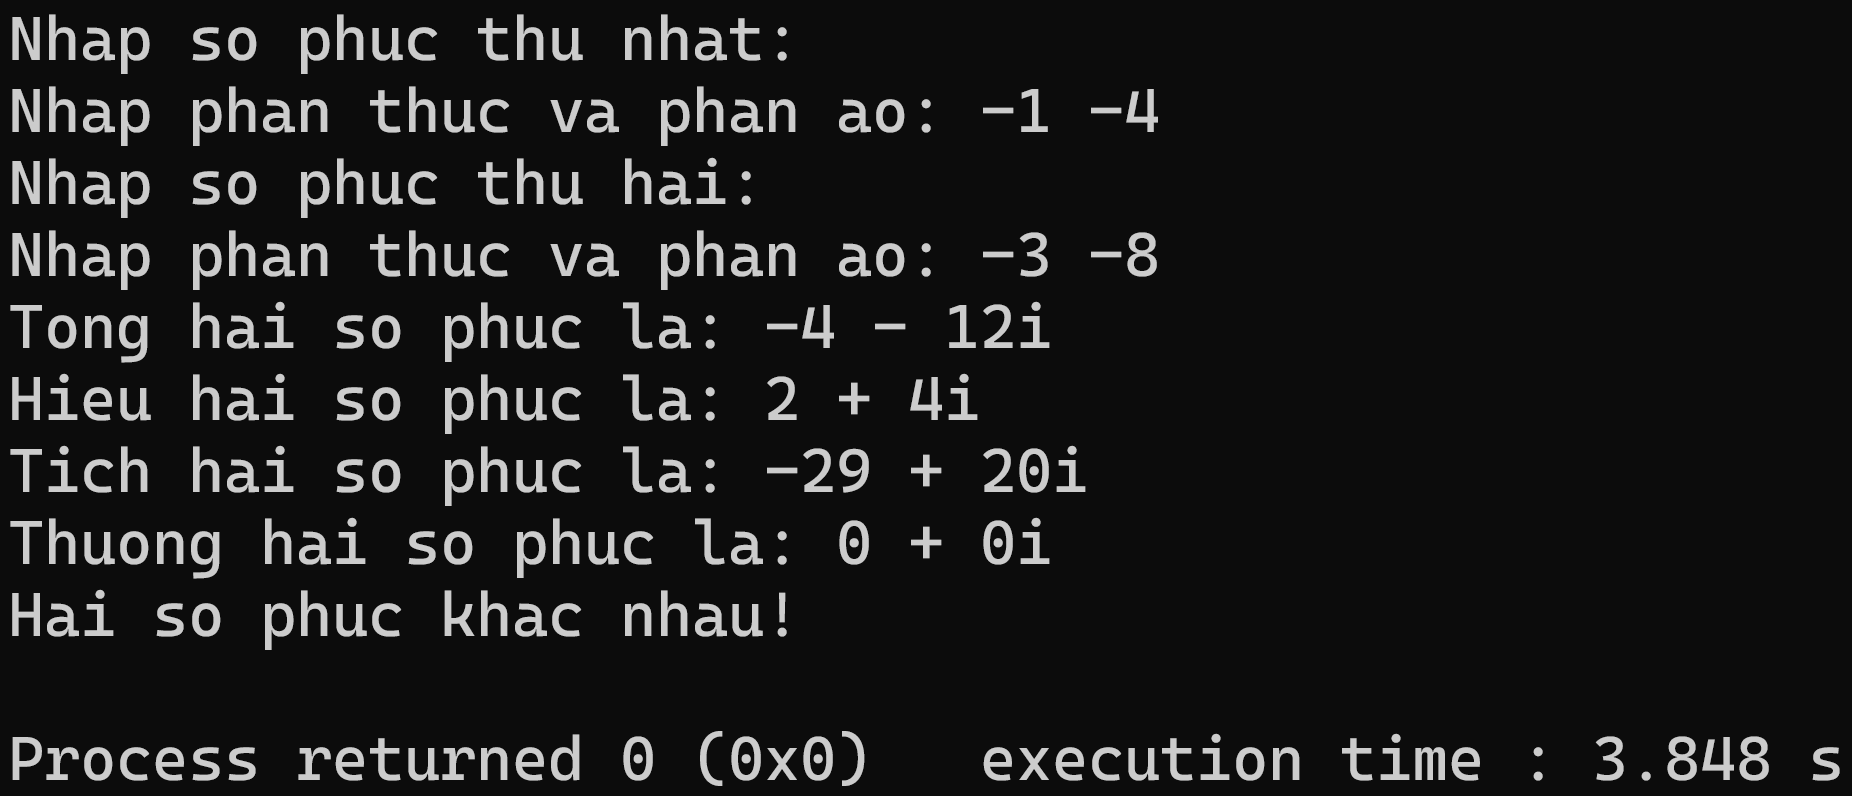 Nhap so phuc thu nhat:
Nhap phan thuc va phan ao: -1 -4
Nhap so phuc thu hai:
Nhap phan thuc va phan ao: -3 -8
Tong hai so phuc la: -4 - 12i
Hieu hai so phuc la: 2 + 4i
Tich hai so phuc la: -29 + 20i
Thuong hai so phuc la: 0 + 0i
Hai so phuc khac nhau!
Process returned 0 (0x0)   execution time : 3.848 s